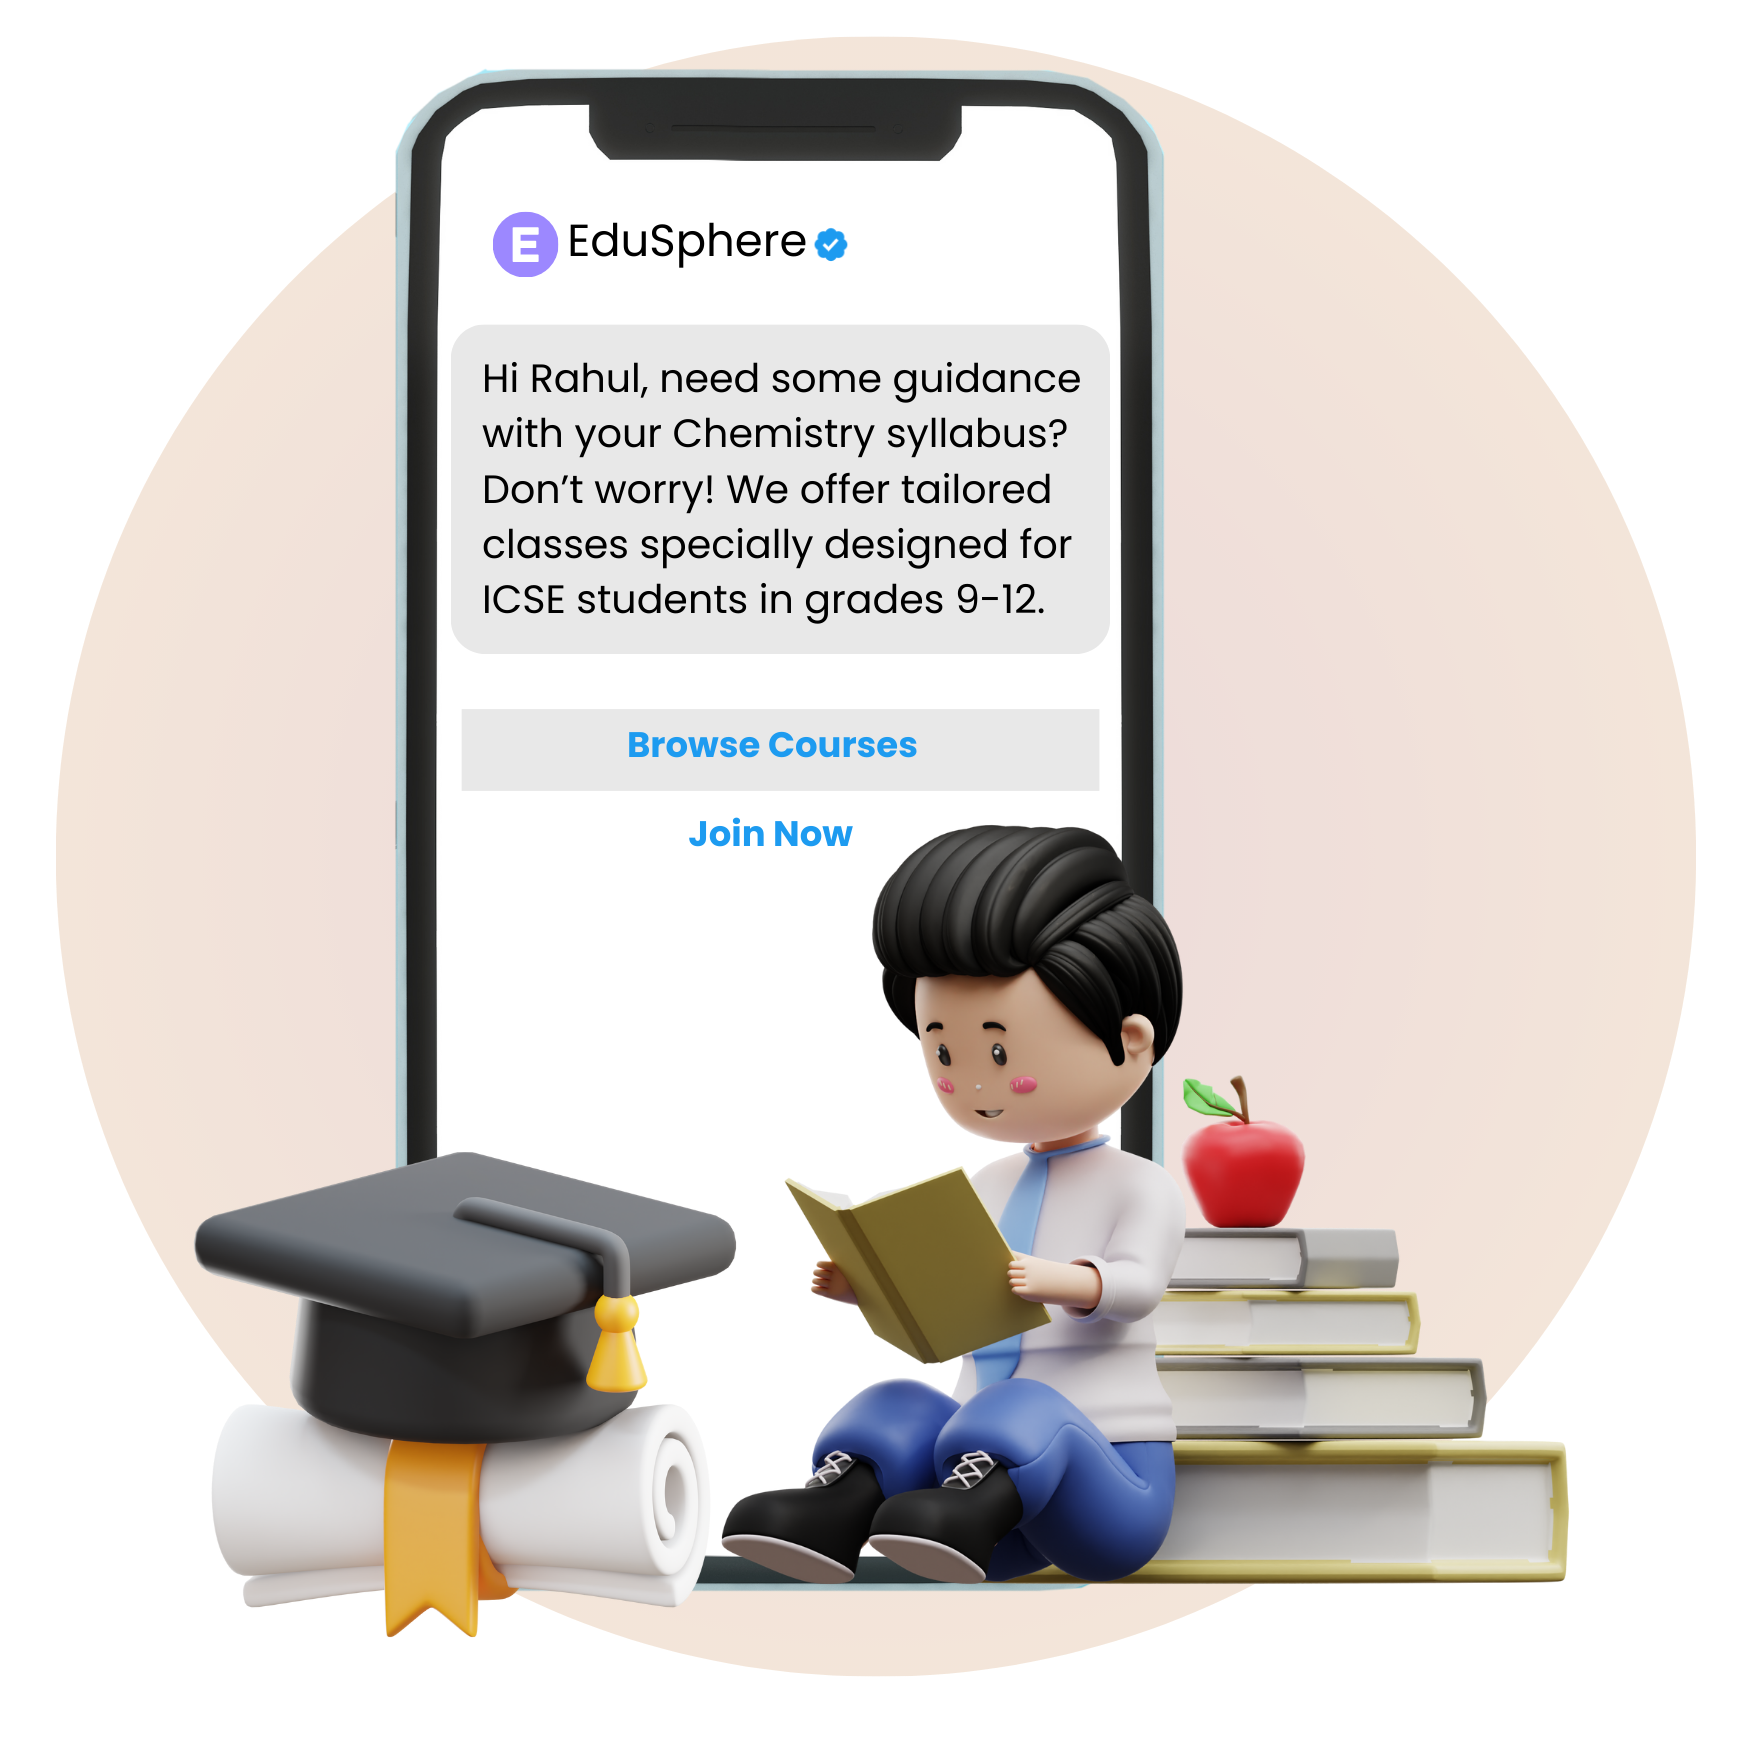 E EduSphere
Hi Rahul, need some guidance
with your Chemistry syllabus?
Don’t worry! We offer tailored
classes specially designed for
ICSE students in grades 9-12.
Browse Courses
Join Now